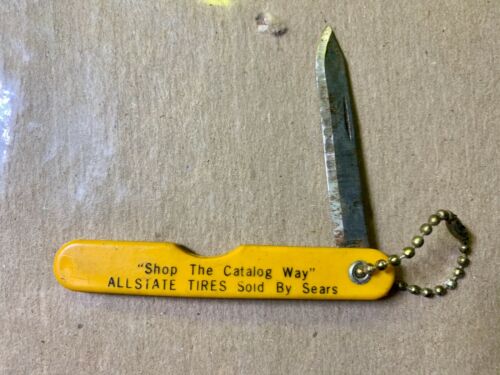 "Shop The Catalog Way"
ALLSTATE TIRES Sold By Sears